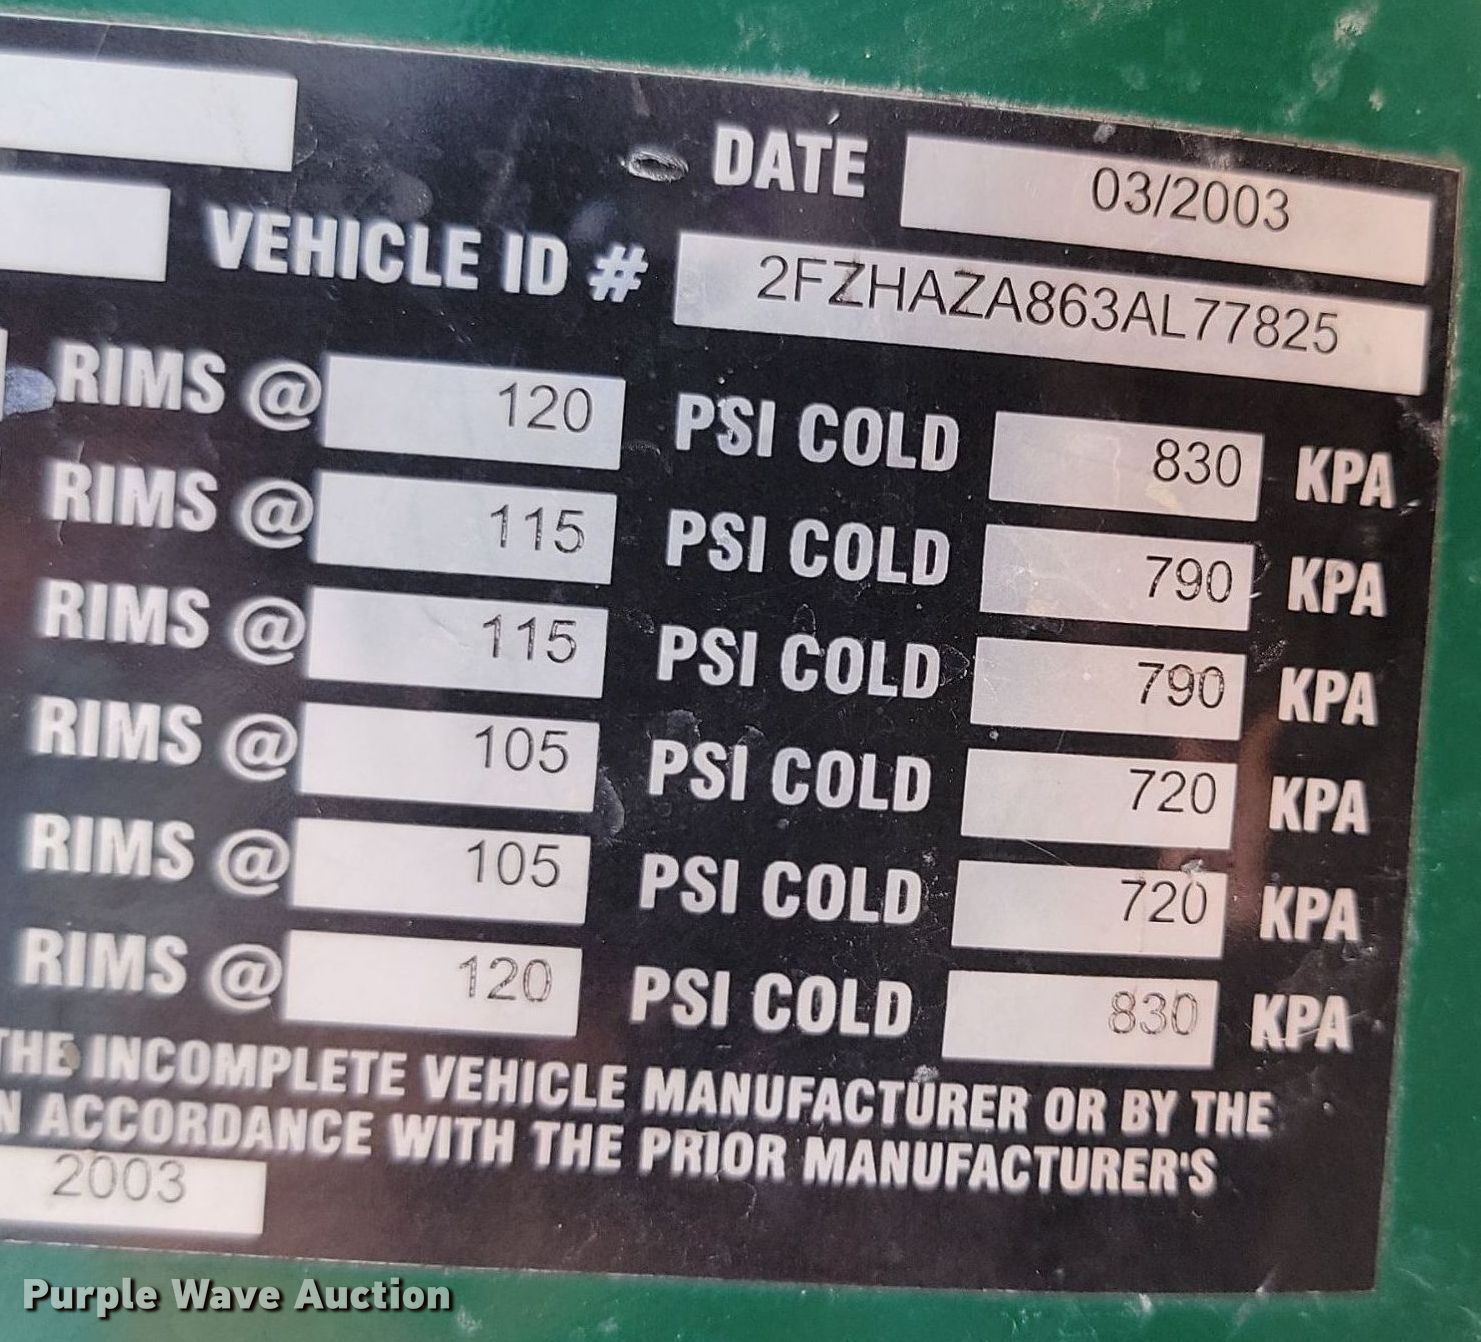 DATE 03/2003
VEHICLE ID # 2FZHAZA863AL77825
RIMS @ 120 PSI COLD 830 KPA
RIMS @ 115 PSI COLD 790 KPA
RIMS @ 115 PSI COLD 790 KPA
RIMS @ 105 PSI COLD 720 KPA
RIMS @ 105 PSI COLD 720 KPA
RIMS @ 120 PSI COLD 830 KPA
THE INCOMPLETE VEHICLE MANUFACTURER OR BY THE
N ACCORDANCE WITH THE PRIOR MANUFACTURER'S
2003
Purple Wave Auction